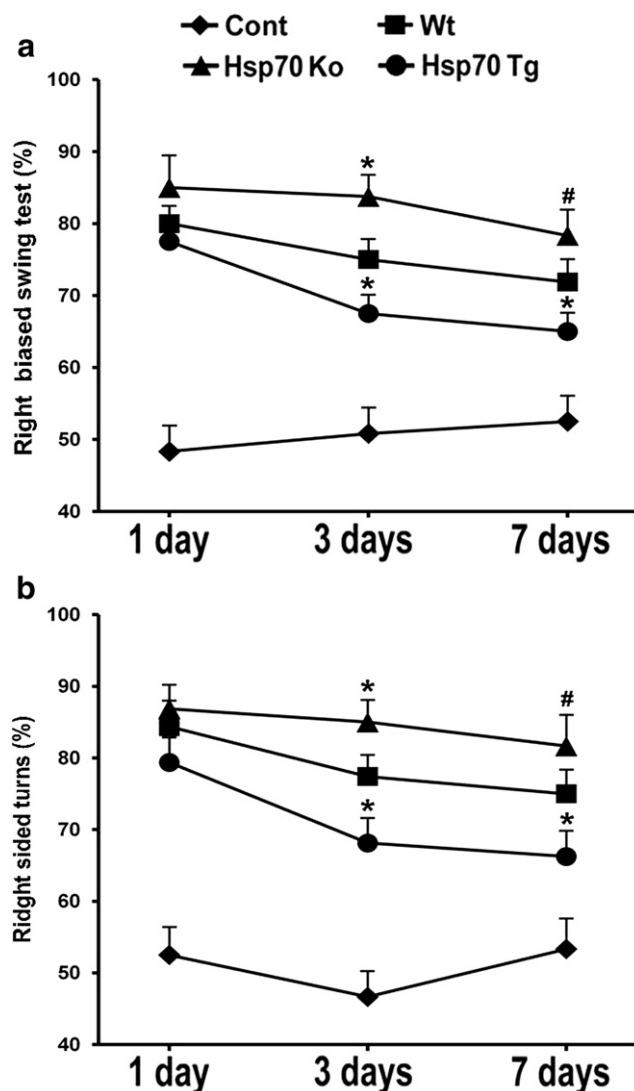 Cont Wt
Hsp70 Ko Hsp70 Tg
a
100
90
80
70
60
50
40
Right biased swing test (%)
* #
* *
1 day 3 days 7 days
b
100
90
80
70
60
50
40
Ridght sided turns (%)
* #
* *
1 day 3 days 7 days